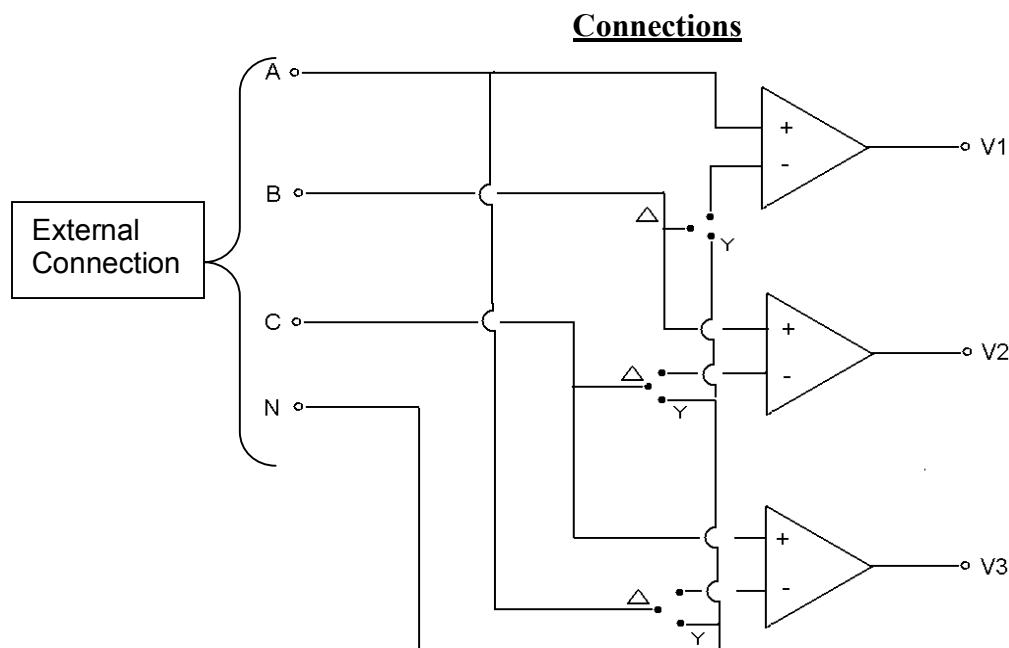 Connections
A
B
C
N
External
Connection
+
-
V1
Δ
Y
+
-
V2
Δ
Y
+
-
V3
Δ
Y